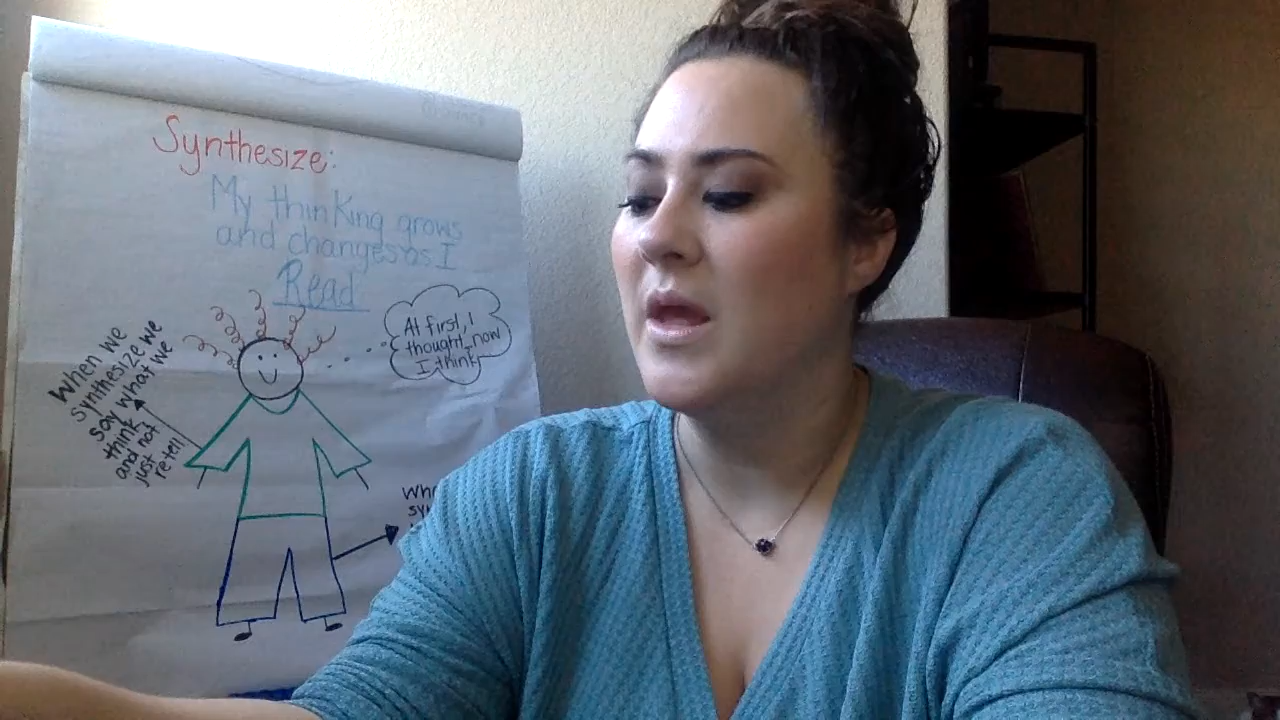 Synthesize:
My thinking grows
and changes as I
Read
At first, I
thought, now
I think
When we
synthesize we
say what we
think
and not
just
retell